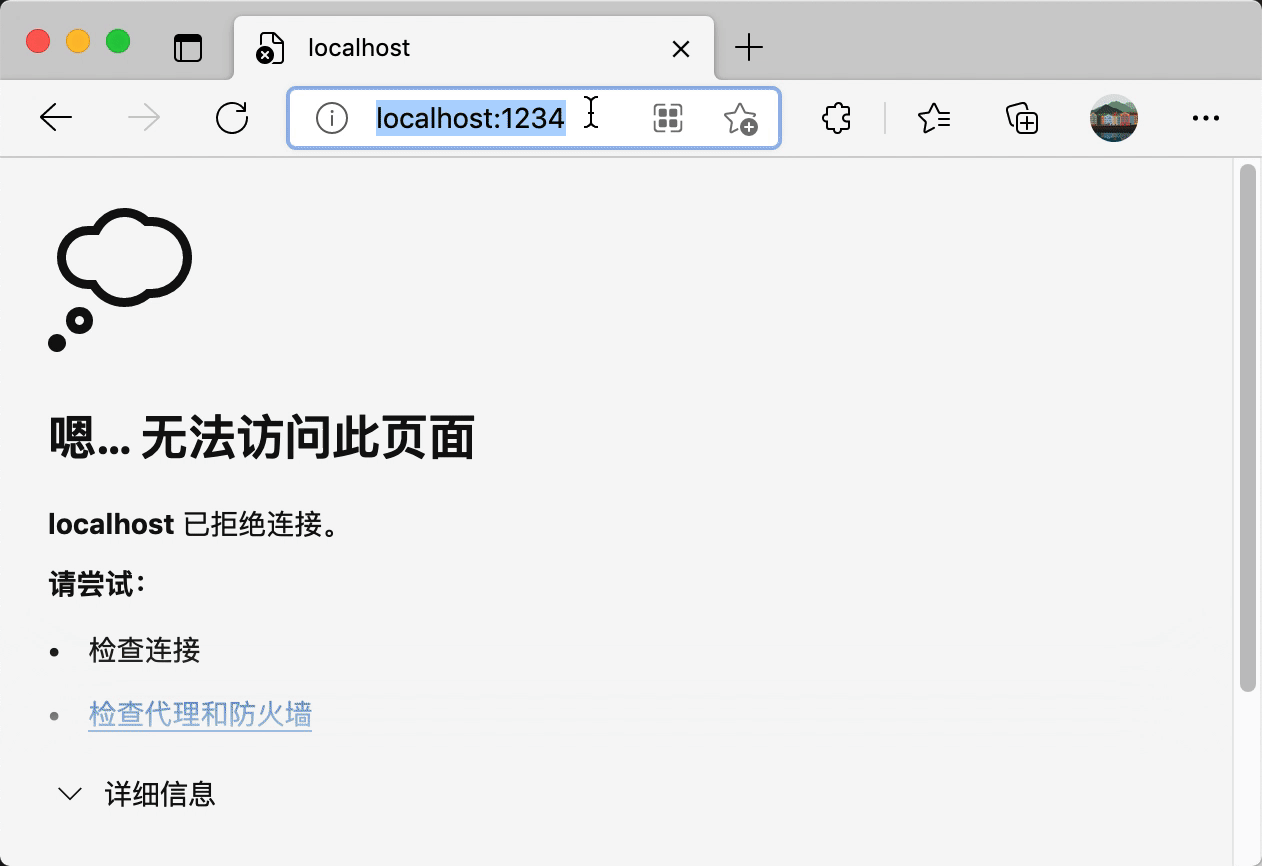 localhost
localhost:1234
嗯… 无法访问此页面
localhost 已拒绝连接。
请尝试：
• 检查连接
• 检查代理和防火墙
详细信息